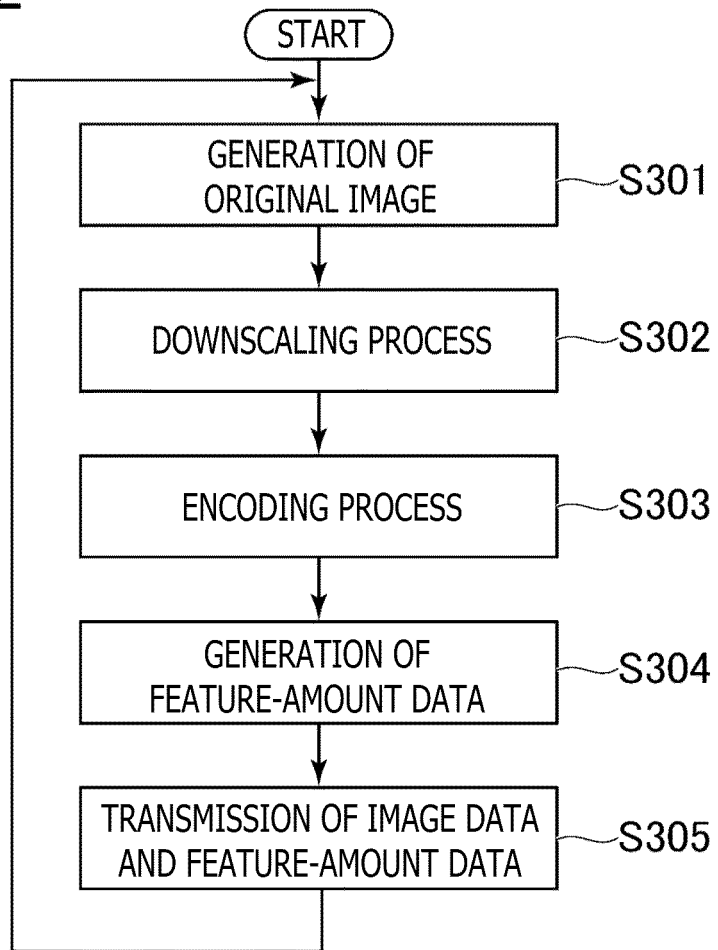 START
GENERATION OF
ORIGINAL IMAGE
S301
DOWNSCALING PROCESS
S302
ENCODING PROCESS
S303
GENERATION OF
FEATURE-AMOUNT DATA
S304
TRANSMISSION OF IMAGE DATA
AND FEATURE-AMOUNT DATA
S305